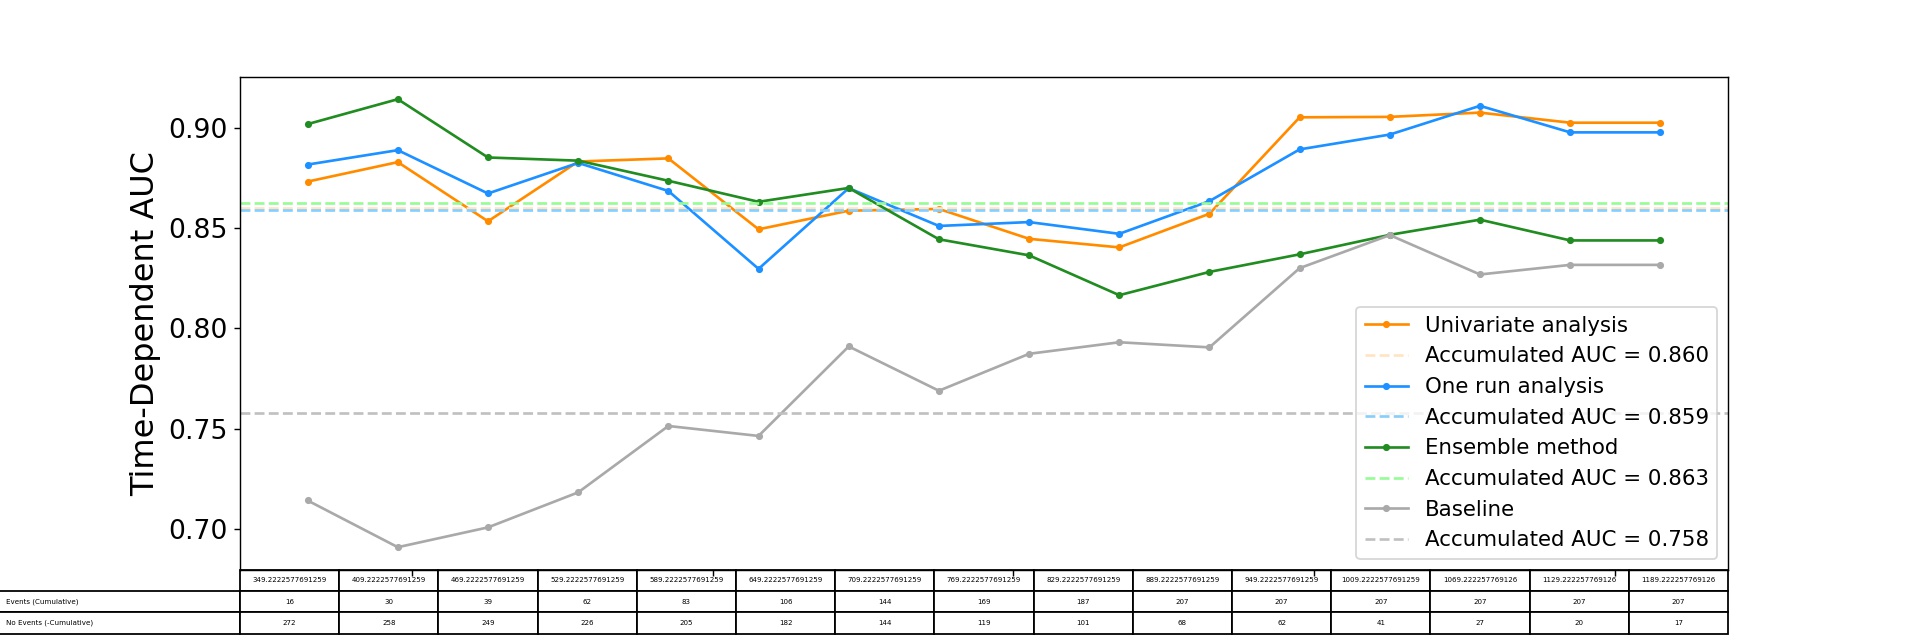 Time-Dependent AUC
0.90
0.85
0.80
0.75
0.70
Univariate analysis
Accumulated AUC = 0.860
One run analysis
Accumulated AUC = 0.859
Ensemble method
Accumulated AUC = 0.863
Baseline
Accumulated AUC = 0.758
349.2222577691259 409.2222577691259 469.2222577691259 529.2222577691259 589.2222577691259 649.2222577691259 709.2222577691259 769.2222577691259 829.2222577691259 889.2222577691259 949.2222577691259 1009.2222577691259 1069.222257769126 1129.222257769126 1189.222257769126
Events (Cumulative) 16 30 39 62 83 106 144 169 187 207 207 207 207 207 207
No Events (-Cumulative) 272 258 249 226 205 182 144 119 101 68 62 41 27 20 17